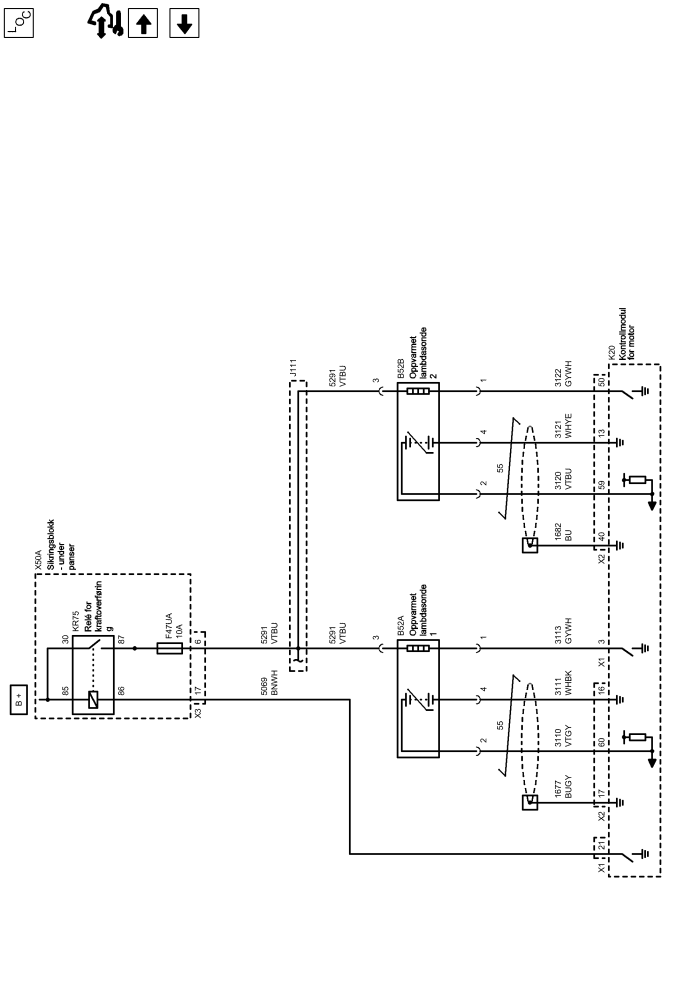 LOC
B +
X50A
Sikringsblokk
- under
panser
KR75
Relé for
kraftoverførin
g
30
87
85
86
F47UA
10A
6
X3
17
5291
VTBU
5069
BNWH
J111
5291
VTBU
5291
VTBU
3
B52B
Oppvarmet
lambdasonde
2
1
4
2
3
B52A
Oppvarmet
lambdasonde
1
1
4
2
55
55
3122
GYWH
3121
WHYE
3120
VTBU
1682
BU
3113
GYWH
3111
WHBK
3110
VTGY
1677
BUGY
50
13
59
X2
40
X1
3
16
60
X2
17
X1
21
K20
Kontrollmodul
for motor